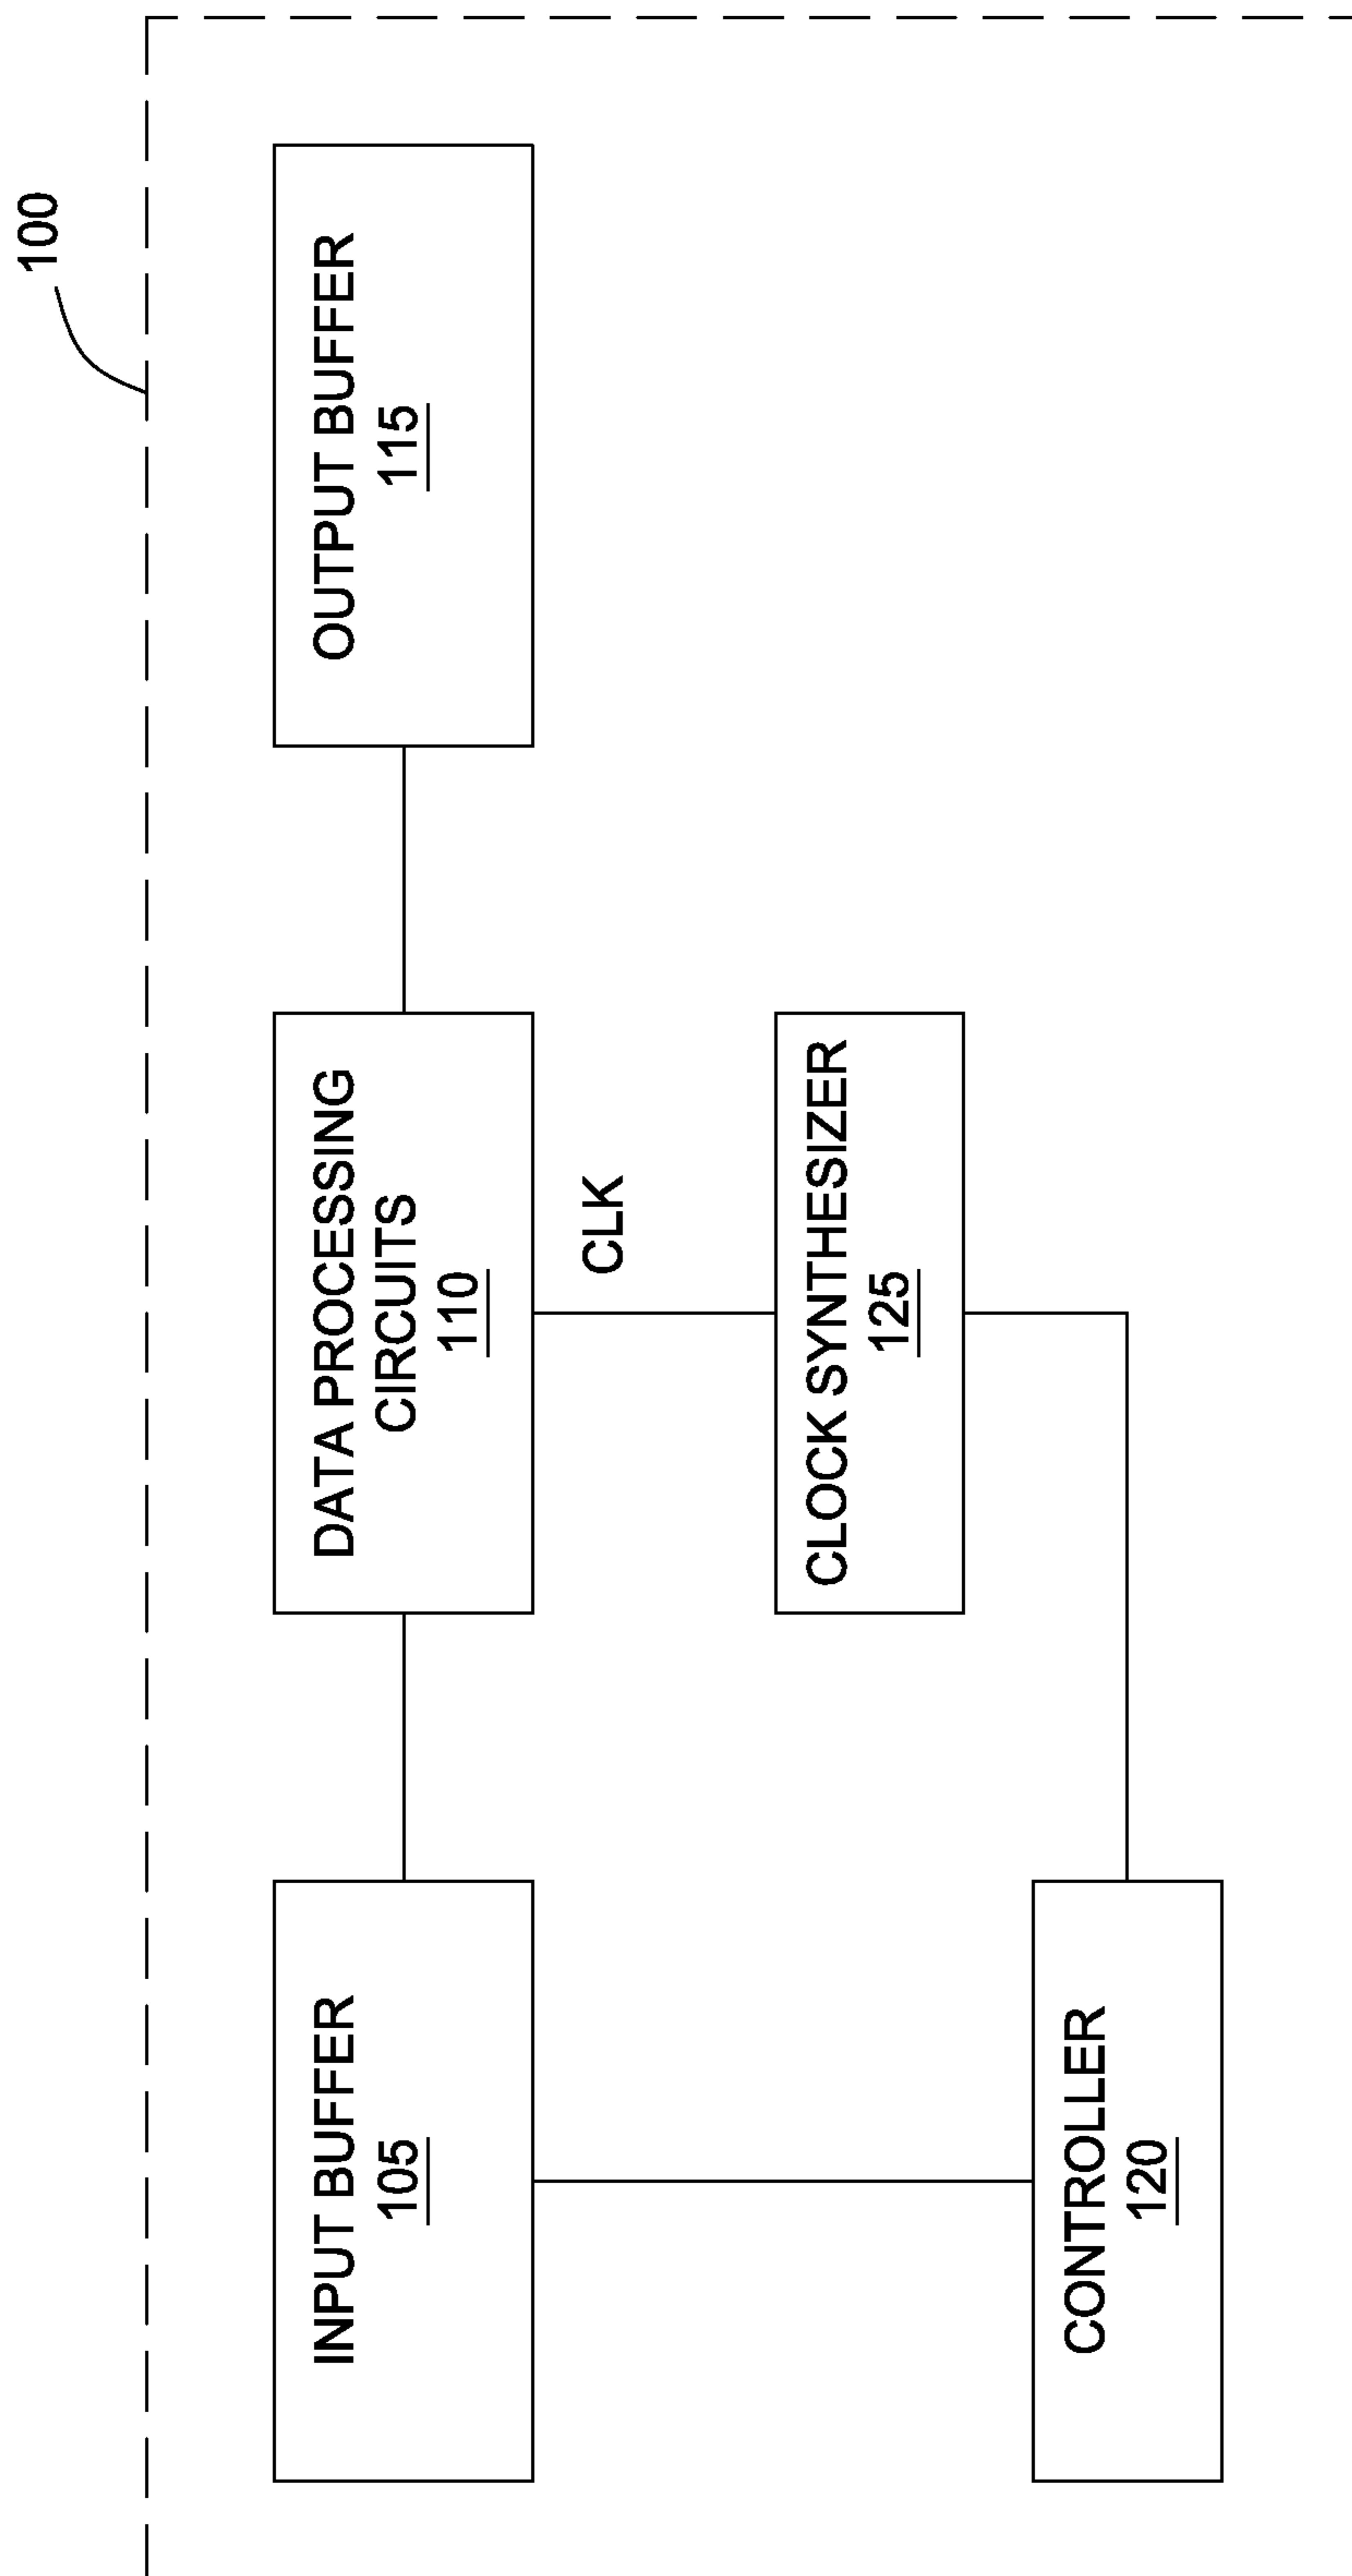 100
INPUT BUFFER
105
DATA PROCESSING
CIRCUITS
110
OUTPUT BUFFER
115
CLK
CLOCK SYNTHESIZER
125
CONTROLLER
120